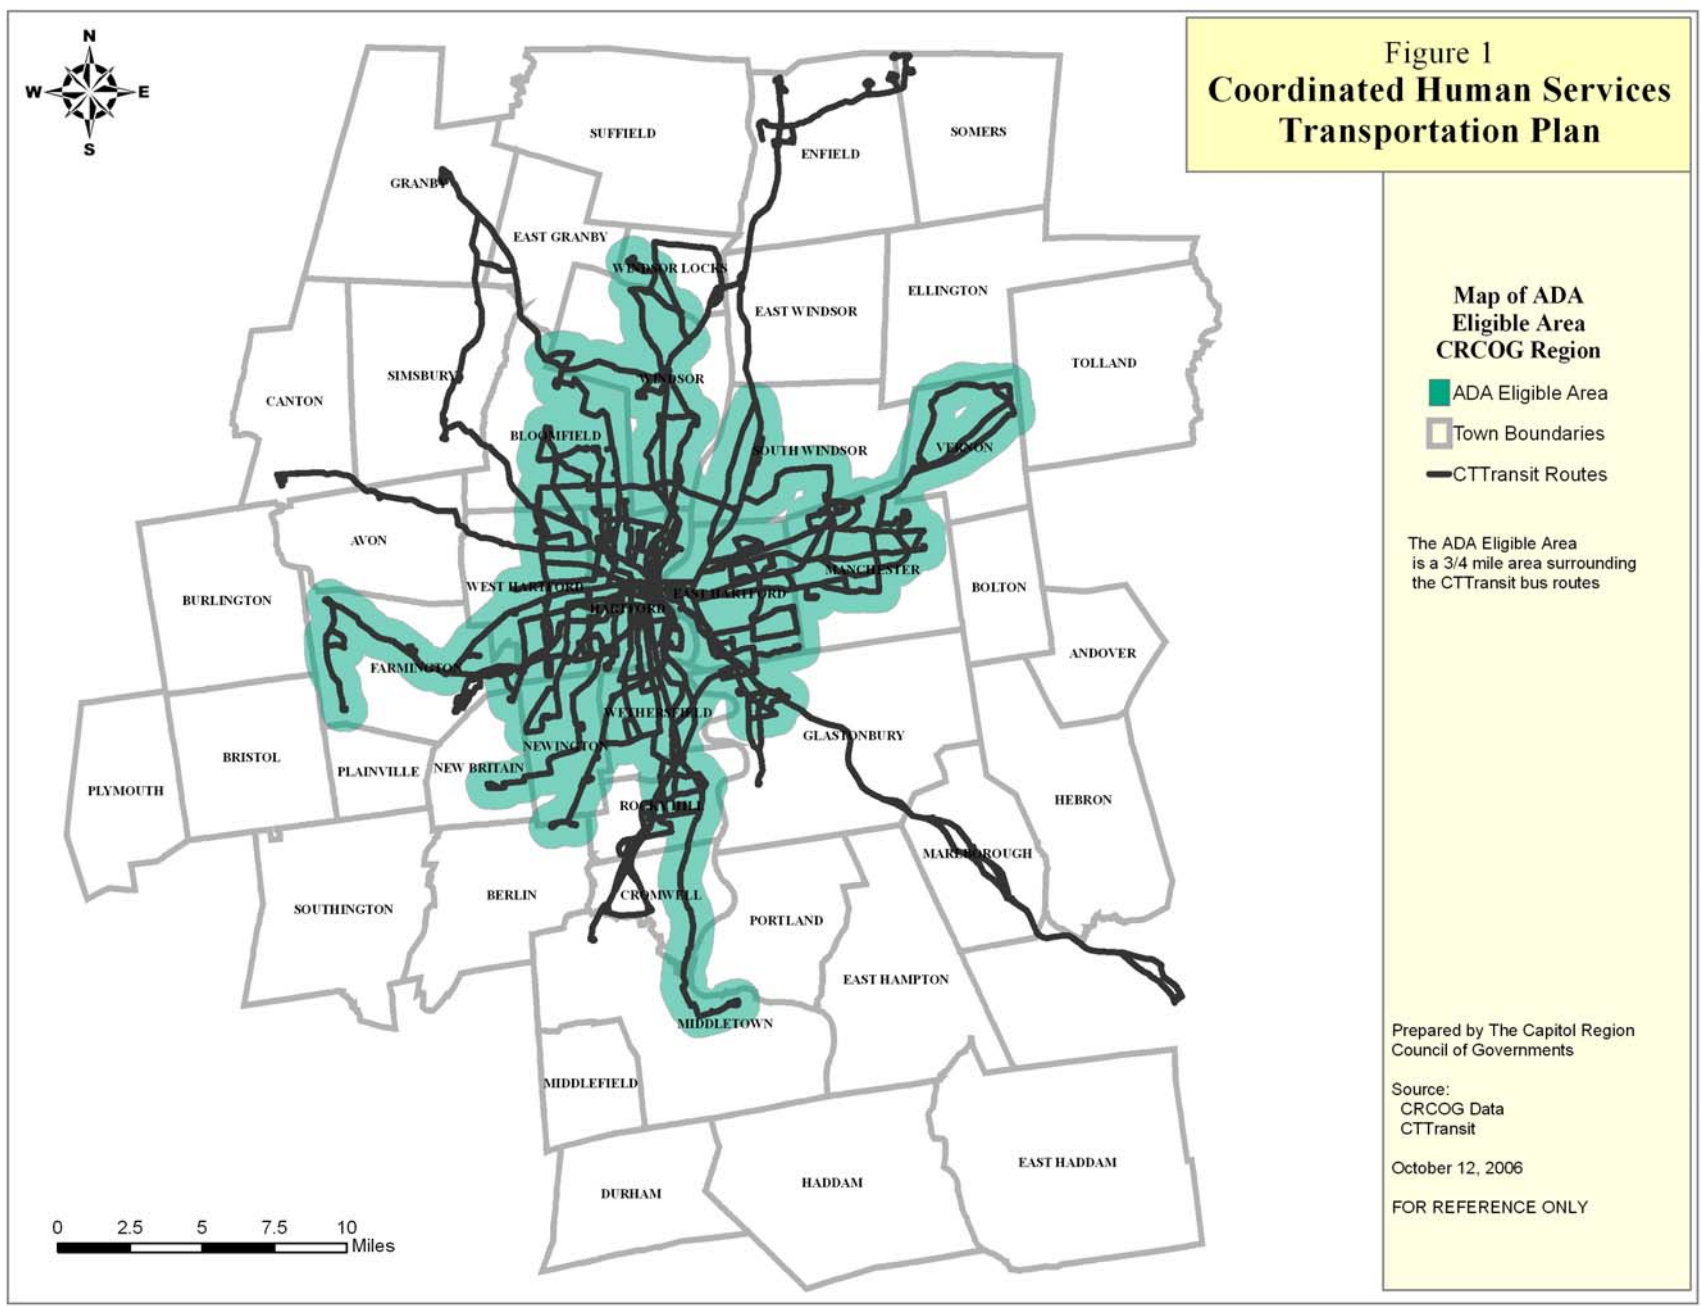 N
W E
S
Figure 1
Coordinated Human Services
Transportation Plan
SUFFIELD
SOMERS
ENFIELD
GRANBY
EAST GRANBY
WINDSOR LOCKS
ELLINGTON
EAST WINDSOR
TOLLAND
SIMSBURY
WINDSOR
CANTON
BLOOMFIELD
SOUTH WINDSOR
VERNON
AVON
MANCHESTER
WEST HARTFORD
EAST HARTFORD
BOLTON
BURLINGTON
HARTFORD
ANDOVER
FARMINGTON
WETHERSFIELD
GLASTONBURY
NEWINGTON
BRISTOL
PLAINVILLE
NEW BRITAIN
PLYMOUTH
HEBRON
ROCKY HILL
MARLBOROUGH
BERLIN
CROMWELL
SOUTHINGTON
PORTLAND
EAST HAMPTON
MIDDLETOWN
MIDDLEFIELD
EAST HADDAM
HADDAM
DURHAM
0 2.5 5 7.5 10
Miles
Map of ADA
Eligible Area
CRCOG Region
ADA Eligible Area
Town Boundaries
CTTransit Routes
The ADA Eligible Area
is a 3/4 mile area surrounding
the CTTransit bus routes
Prepared by The Capitol Region
Council of Governments
Source:
CRCOG Data
CTTransit
October 12, 2006
FOR REFERENCE ONLY